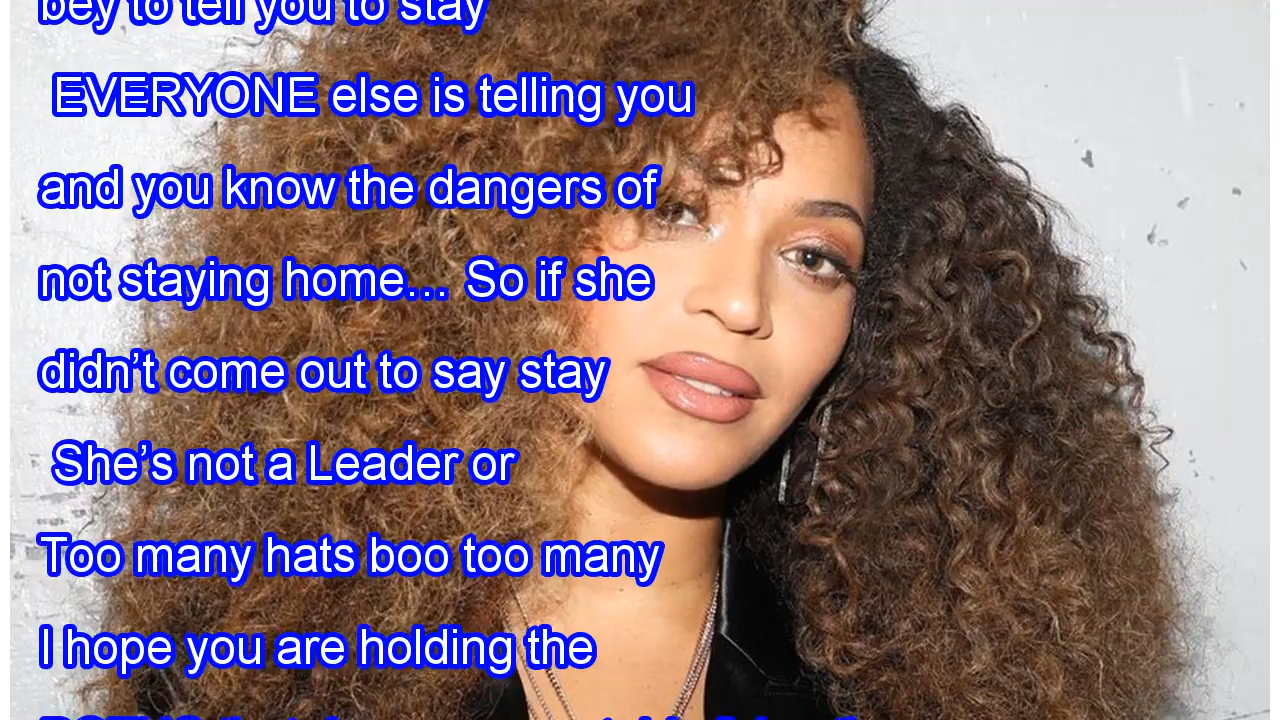 bey to tell you to stay
EVERYONE else is telling you
and you know the dangers of
not staying home... So if she
didn’t come out to say stay
She’s not a Leader or
Too many hats boo too many
I hope you are holding the